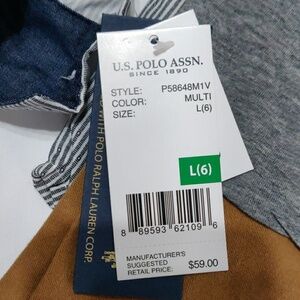 U.S. POLO ASSN.
SINCE 1890
STYLE: P58648M1V
COLOR: MULTI
SIZE: L(6)
L(6)
8 89593 62109 6
MANUFACTURER'S
SUGGESTED
RETAIL PRICE: $59.00
WITH POLO RALPH LAUREN CORP.